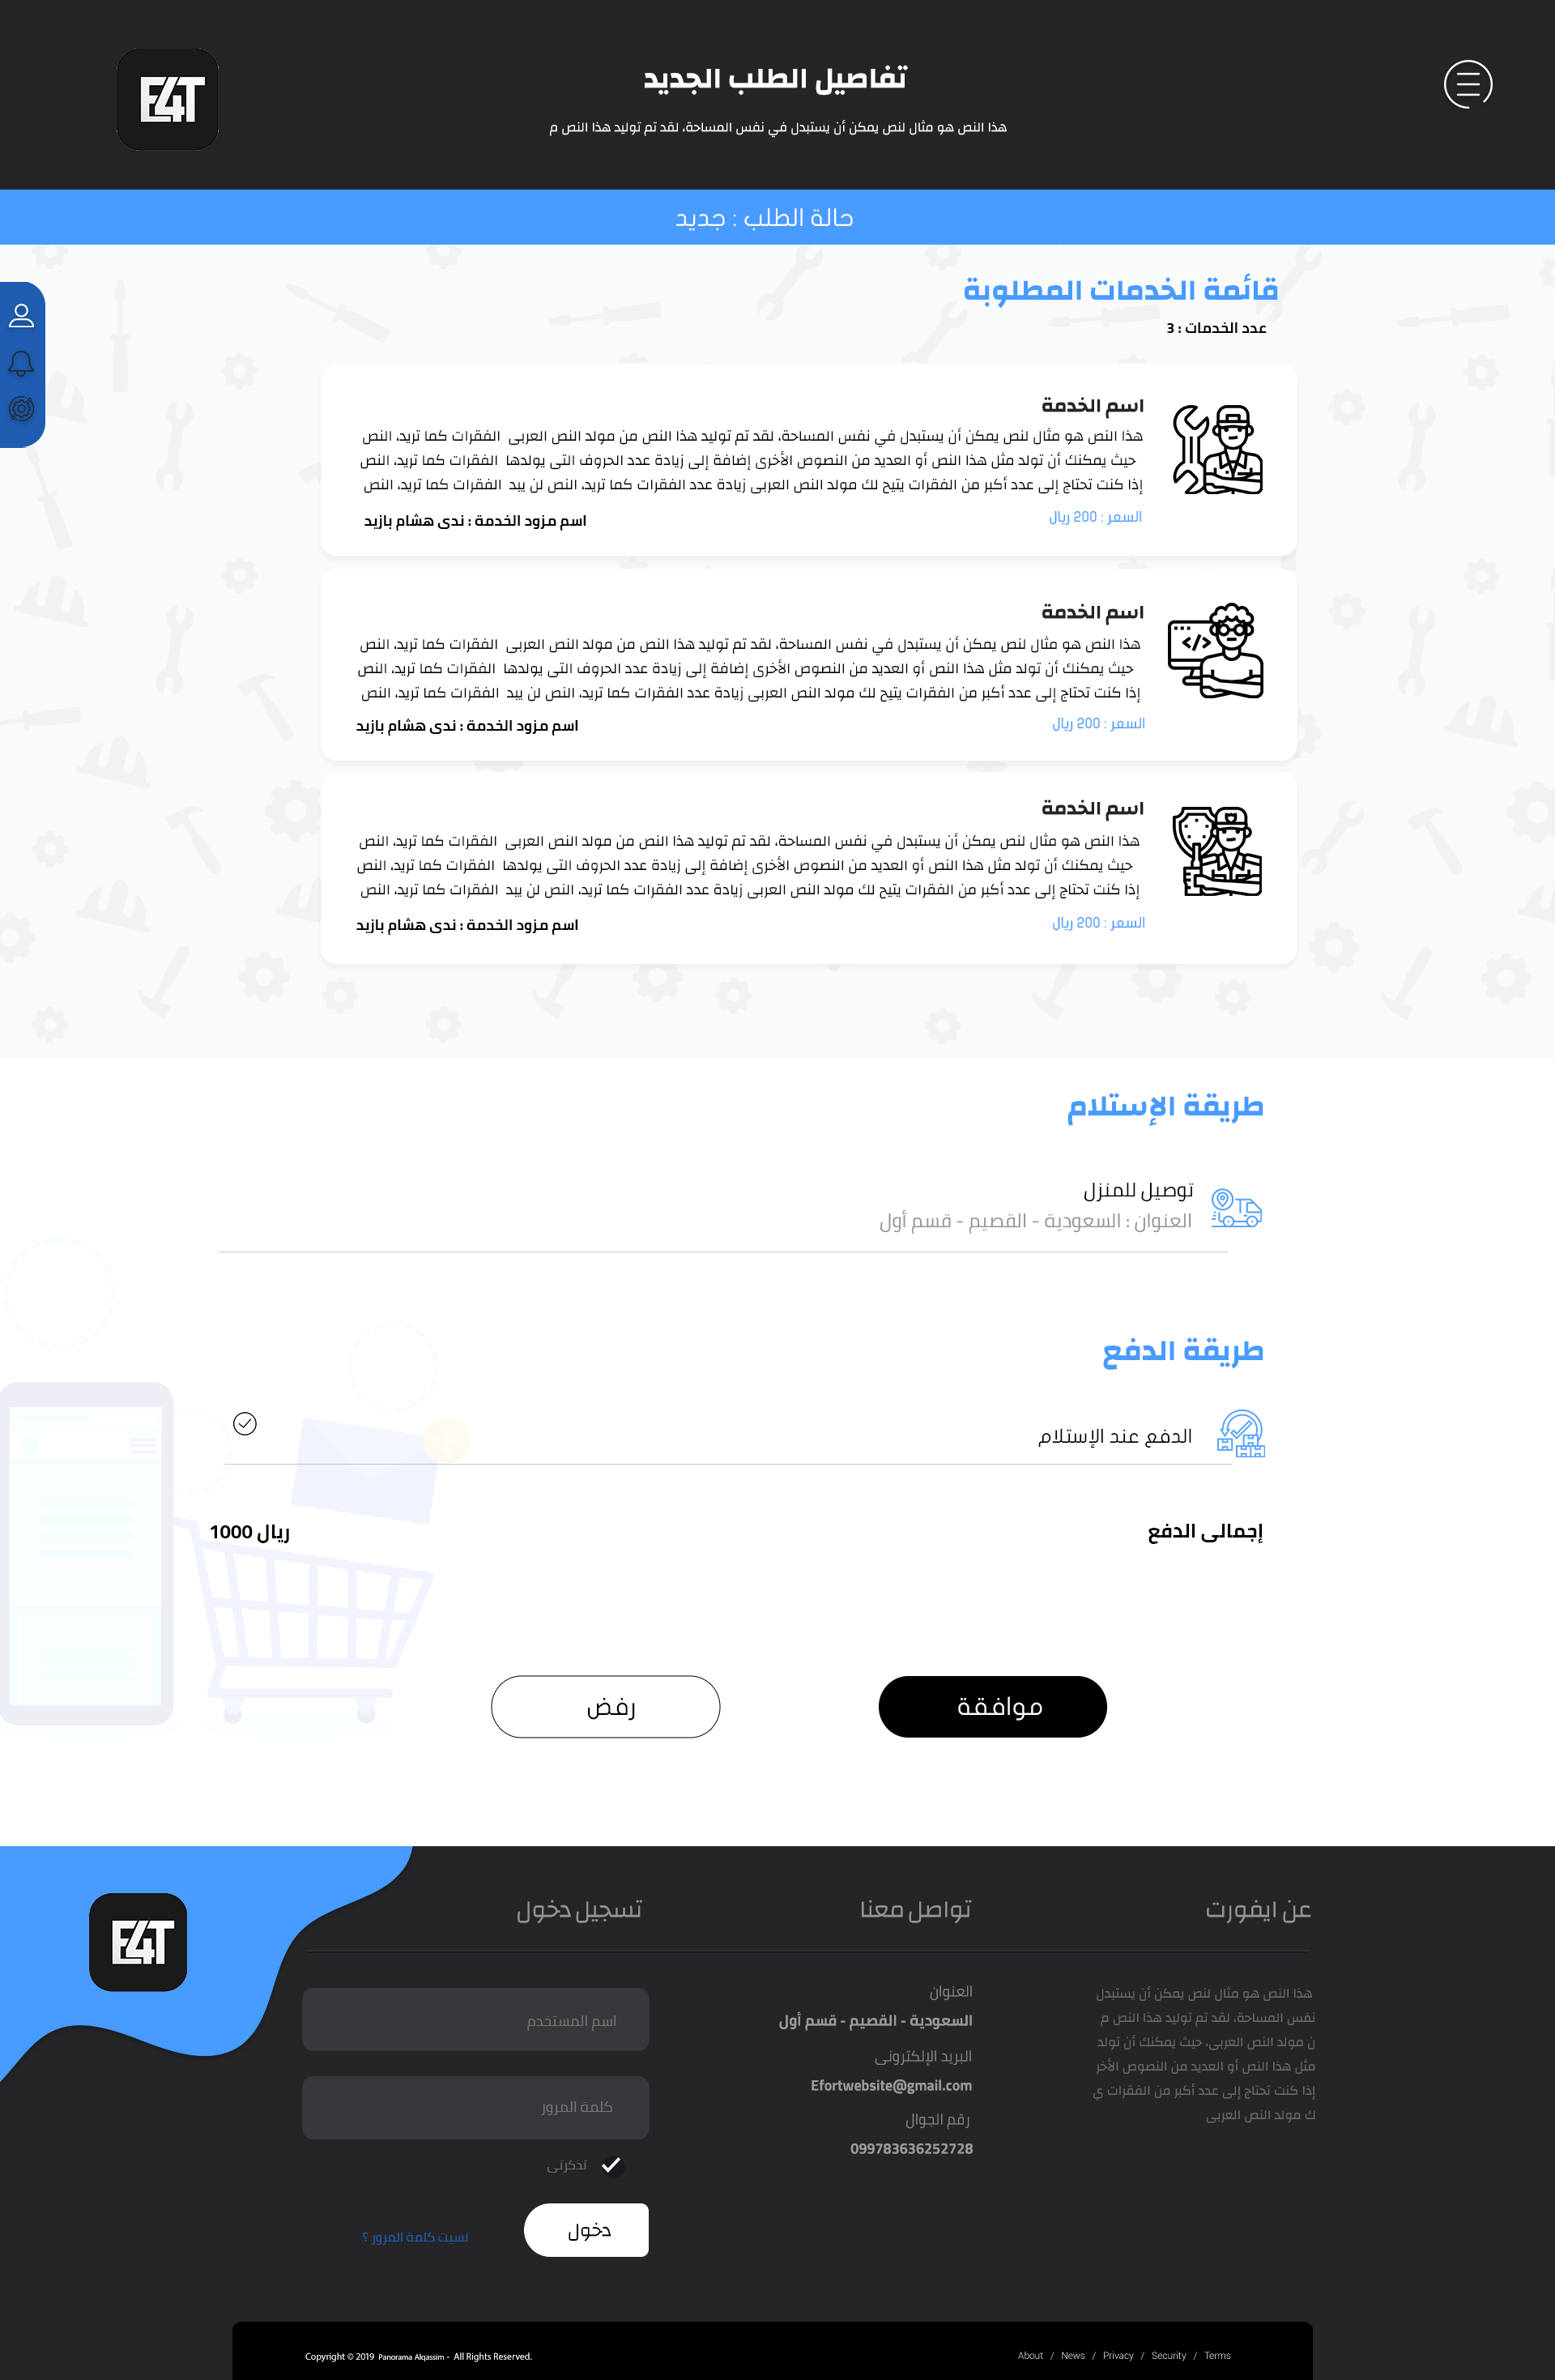 E4T
تفاصيل الطلب الجديد
هذا النص هو مثال لنص يمكن أن يستبدل في نفس المساحة، لقد تم توليد هذا النص م
حالة الطلب : جديد
قائمة الخدمات المطلوبة
عدد الخدمات : 3
اسم الخدمة
هذا النص هو مثال لنص يمكن أن يستبدل في نفس المساحة، لقد تم توليد هذا النص من مولد النص العربى الفقرات كما تريد، النص
حيث يمكنك أن تولد مثل هذا النص أو العديد من النصوص الأخرى إضافة إلى زيادة عدد الحروف التى يولدها الفقرات كما تريد، النص
إذا كنت تحتاج إلى عدد أكبر من الفقرات يتيح لك مولد النص العربى زيادة عدد الفقرات كما تريد، النص لن يبد الفقرات كما تريد، النص
السعر : 200 ريال
اسم مزود الخدمة : ندى هشام بازيد
اسم الخدمة
هذا النص هو مثال لنص يمكن أن يستبدل في نفس المساحة، لقد تم توليد هذا النص من مولد النص العربى الفقرات كما تريد، النص
حيث يمكنك أن تولد مثل هذا النص أو العديد من النصوص الأخرى إضافة إلى زيادة عدد الحروف التى يولدها الفقرات كما تريد، النص
إذا كنت تحتاج إلى عدد أكبر من الفقرات يتيح لك مولد النص العربى زيادة عدد الفقرات كما تريد، النص لن يبد الفقرات كما تريد، النص
السعر : 200 ريال
اسم مزود الخدمة : ندى هشام بازيد
اسم الخدمة
هذا النص هو مثال لنص يمكن أن يستبدل في نفس المساحة، لقد تم توليد هذا النص من مولد النص العربى الفقرات كما تريد، النص
حيث يمكنك أن تولد مثل هذا النص أو العديد من النصوص الأخرى إضافة إلى زيادة عدد الحروف التى يولدها الفقرات كما تريد، النص
إذا كنت تحتاج إلى عدد أكبر من الفقرات يتيح لك مولد النص العربى زيادة عدد الفقرات كما تريد، النص لن يبد الفقرات كما تريد، النص
السعر : 200 ريال
اسم مزود الخدمة : ندى هشام بازيد
طريقة الإستلام
توصيل للمنزل
العنوان : السعودية - القصيم - قسم أول
طريقة الدفع
الدفع عند الإستلام
إجمالى الدفع
ريال 1000
موافقة
رفض
E4T
عن ايفورت
هذا النص هو مثال لنص يمكن أن يستبدل
نفس المساحة، لقد تم توليد هذا النص م
ن مولد النص العربى، حيث يمكنك أن تولد
مثل هذا النص أو العديد من النصوص الأخر
إذا كنت تحتاج إلى عدد أكبر من الفقرات ي
ك مولد النص العربى
تواصل معنا
العنوان
السعودية - القصيم - قسم أول
البريد الإلكترونى
Efortwebsite@gmail.com
رقم الجوال
099783636252728
تسجيل دخول
اسم المستخدم
كلمة المرور
تذكرنى
دخول
نسيت كلمة المرور ؟
Copyright © 2019 Panorama Alqassim - All Rights Reserved.
About / News / Privacy / Security / Terms